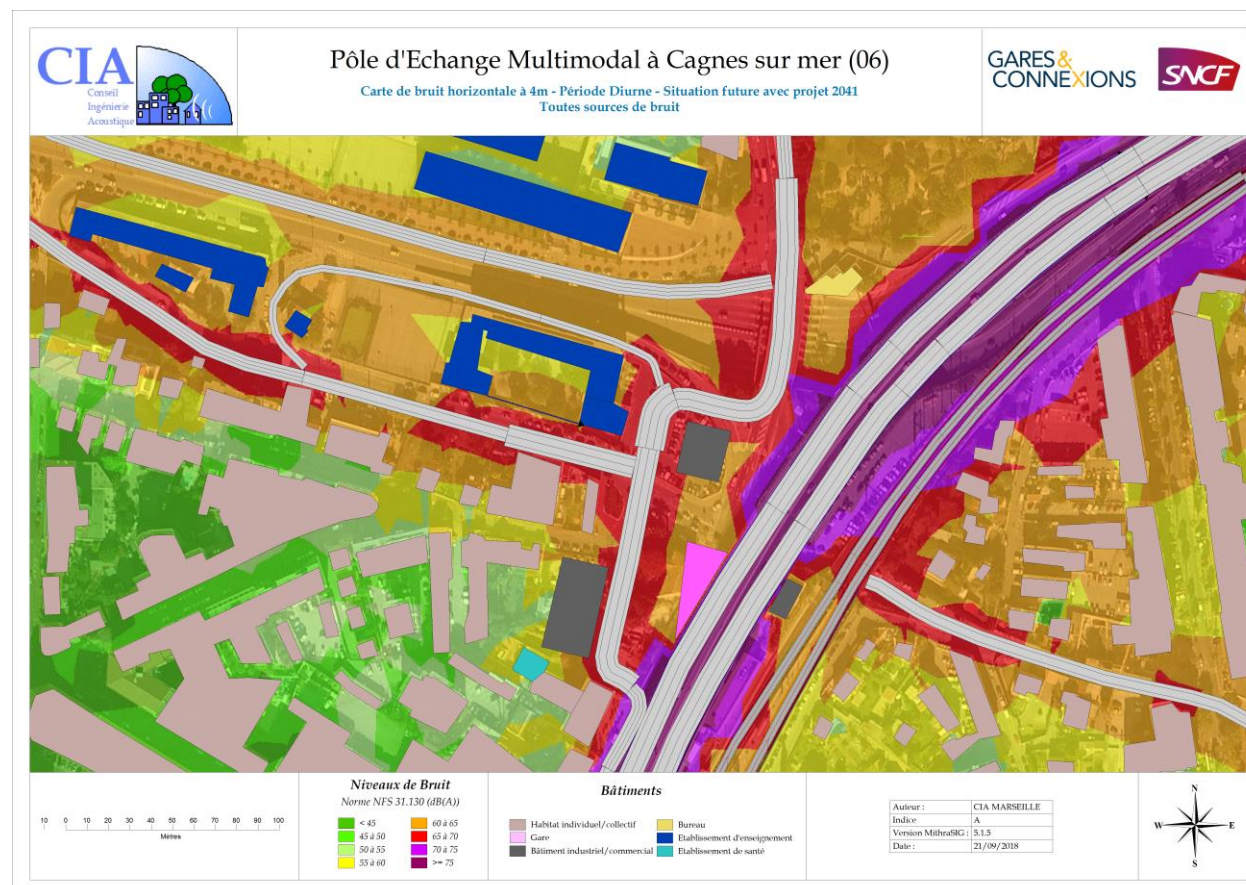 CIA
Conseil
Ingénierie
Acoustique
Pôle d'Echange Multimodal à Cagnes sur mer (06)
Carte de bruit horizontale à 4m - Période Diurne - Situation future avec projet 2041
Toutes sources de bruit
GARES &
CONNEXIONS
SNCF
10 0 10 20 30 40 50 60 70 80 90 100
Mètres
Niveaux de Bruit
Norme NFS 31.130 (dB(A))
< 45
45 à 50
50 à 55
55 à 60
60 à 65
65 à 70
70 à 75
>= 75
Bâtiments
Habitat individuel/collectif
Gare
Bâtiment industriel/commercial
Bureau
Etablissement d'enseignement
Etablissement de santé
Auteur : CIA MARSEILLE
Indice A
Version MithraSIG : 5.1.5
Date : 21/09/2018
N
W E
S